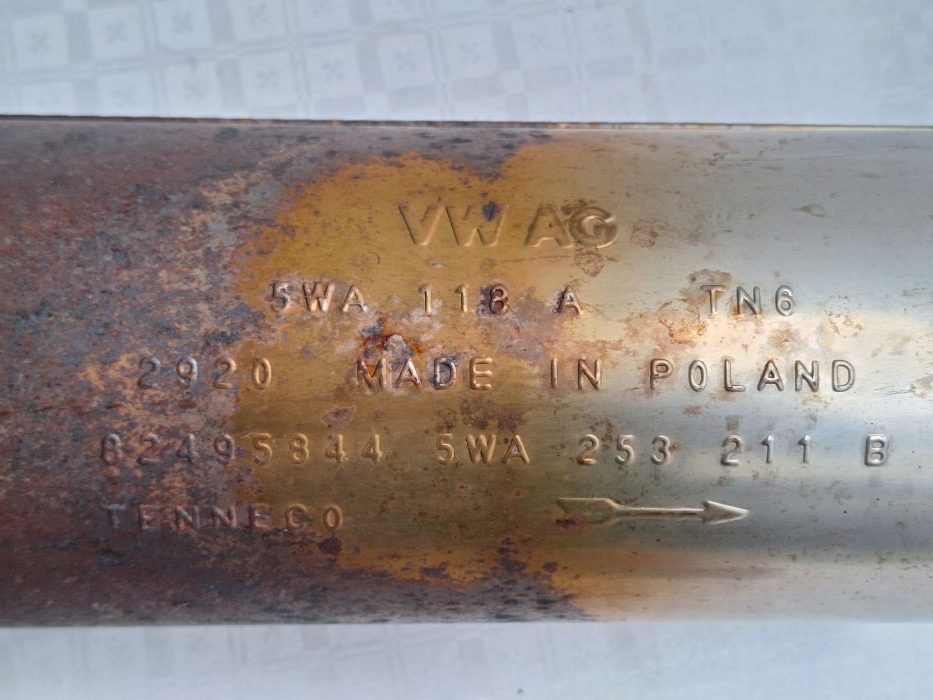 VW AG
5WA 118 A TN6
2920 MADE IN POLAND
82495844 5WA 253 211 B
TENNECO